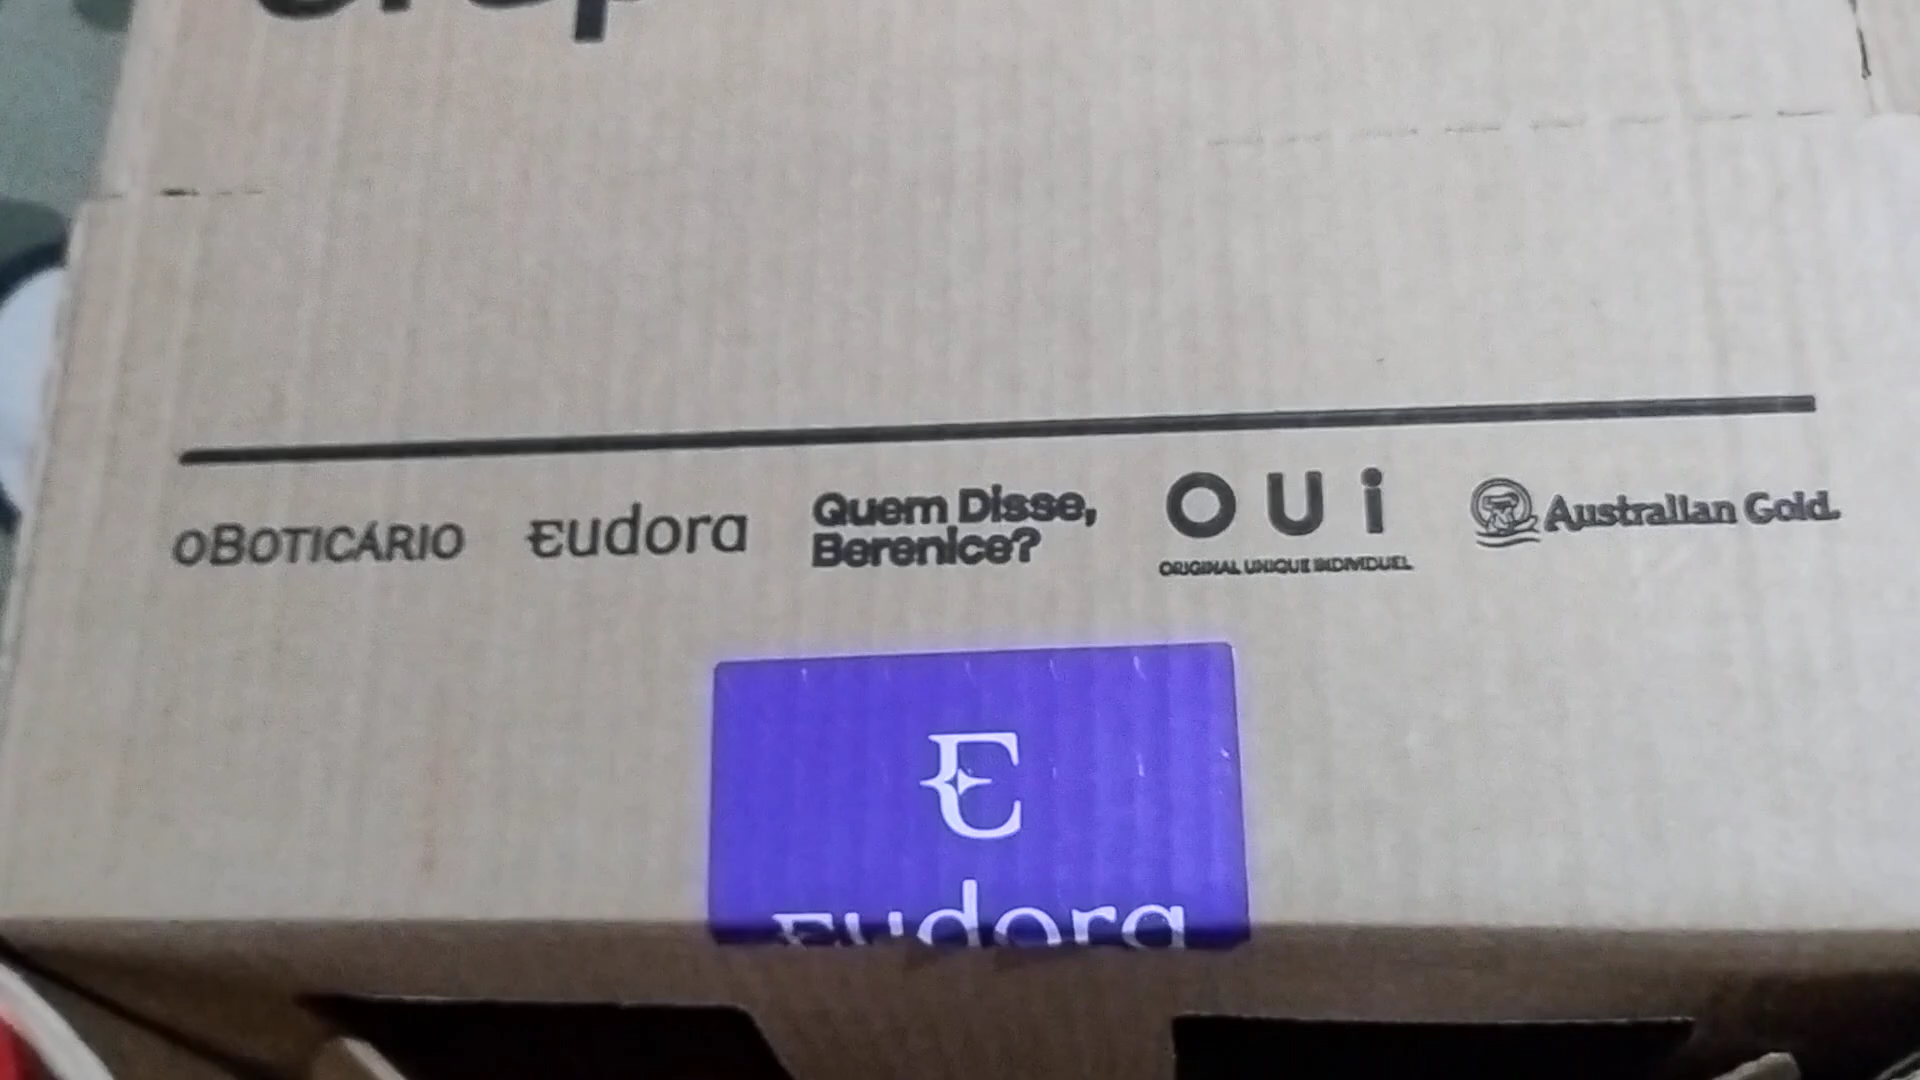 oBOTICÁRIO
Eudora
Quem Disse,
Berenice?
OUi
ORIGINAL UNIQUE INDIVIDUEL
Australian Gold.
E
Eudora